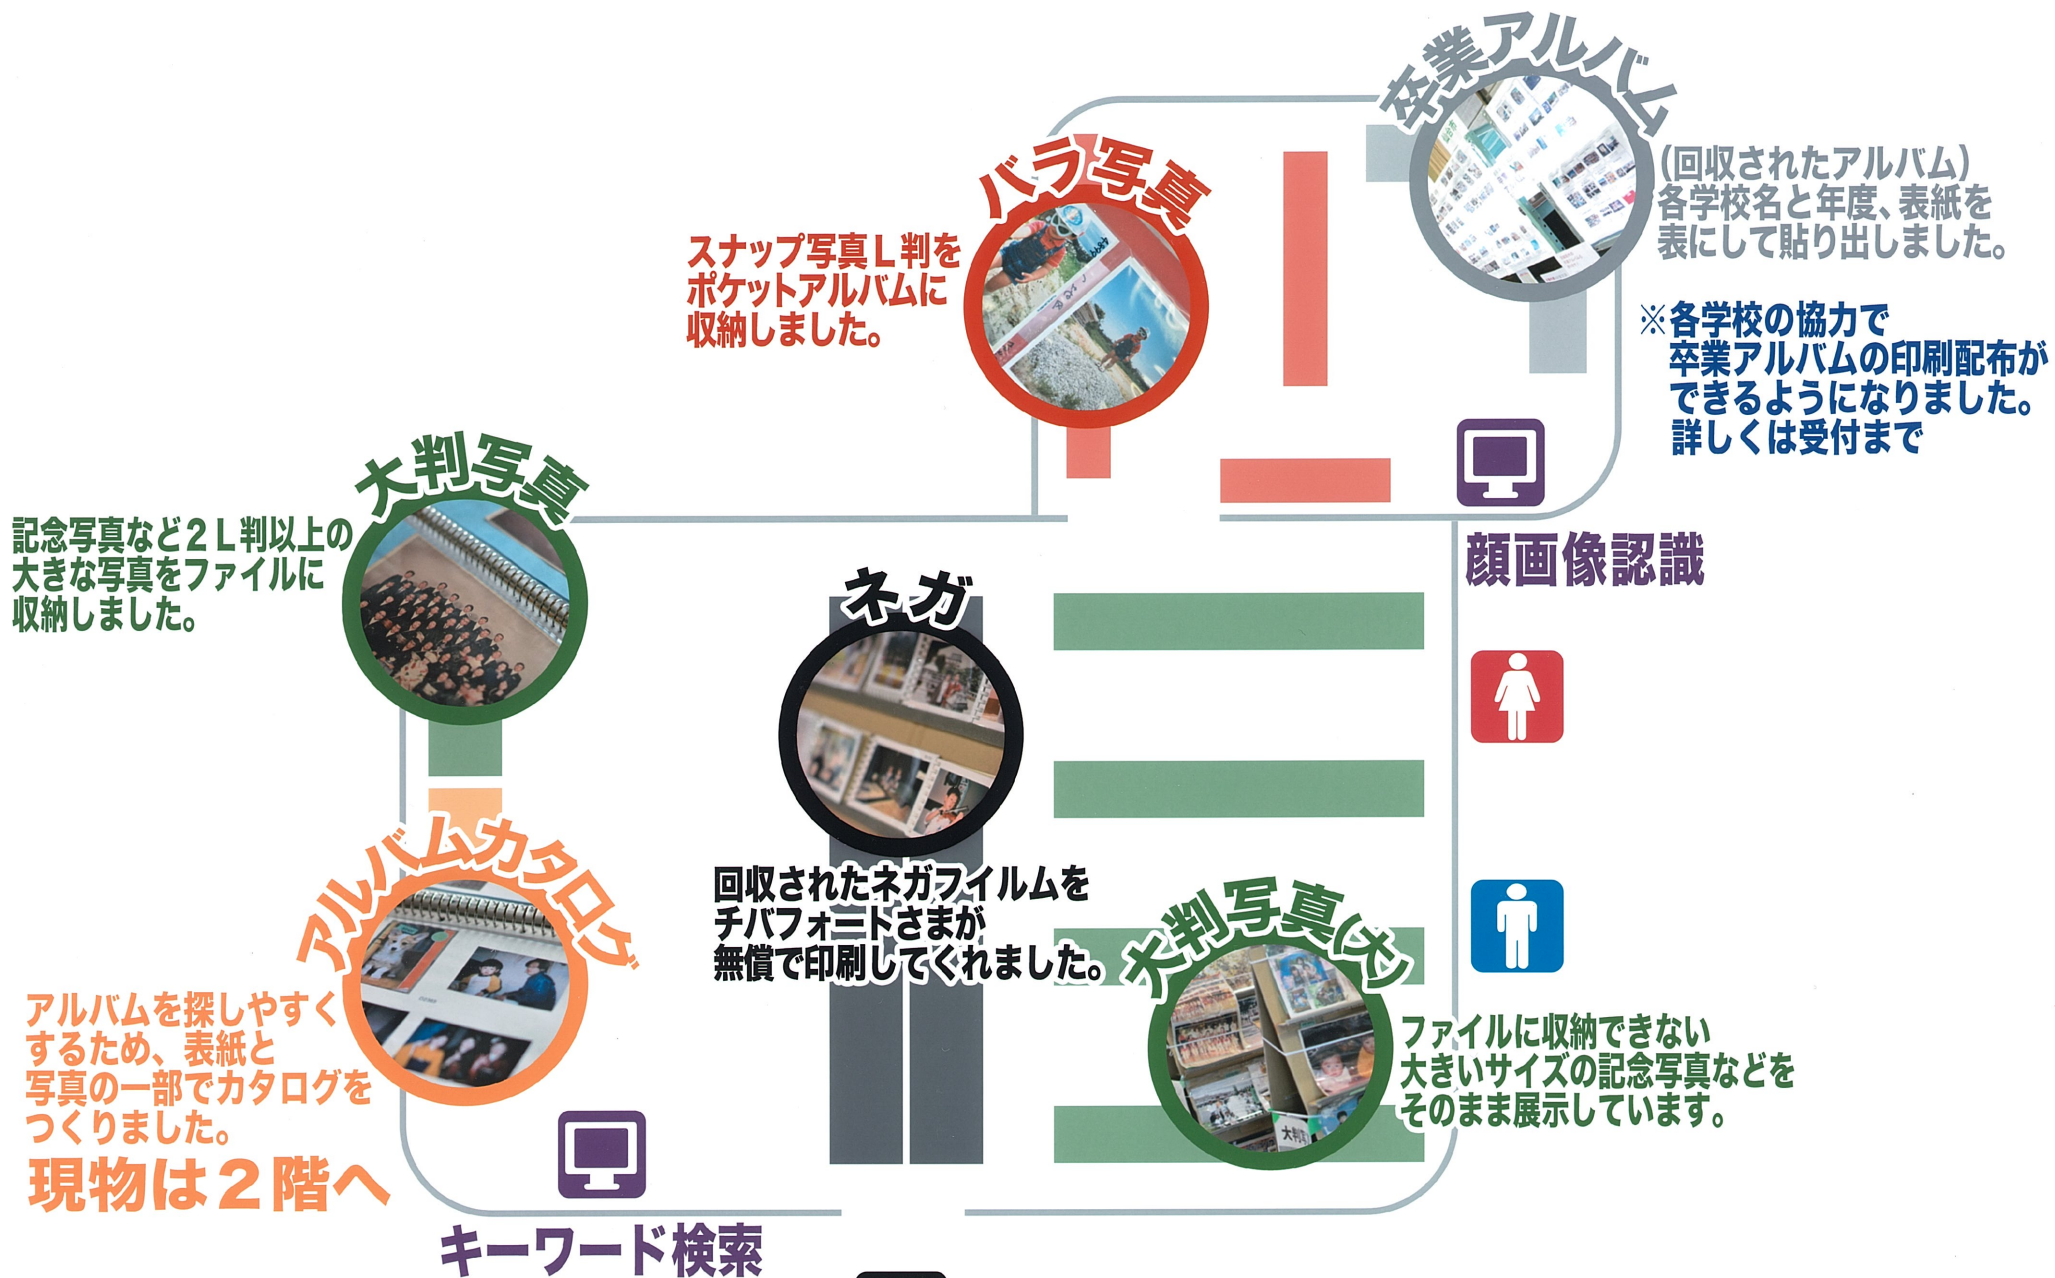 卒業アルバム
(回収されたアルバム)
各学校名と年度、表紙を
表にして貼り出しました。
※各学校の協力で
卒業アルバムの印刷配布が
できるようになりました。
詳しくは受付まで
バラ写真
スナップ写真L判を
ポケットアルバムに
収納しました。
顔画像認識
大判写真
記念写真など2L判以上の
大きな写真をファイルに
収納しました。
ネガ
回収されたネガフイルムを
チバフォートさまが
無償で印刷してくれました。
アルバムカタログ
アルバムを探しやすく
するため、表紙と
写真の一部でカタログを
つくりました。
現物は2階へ
大判写真(大)
ファイルに収納できない
大きいサイズの記念写真などを
そのまま展示しています。
大判写
キーワード検索